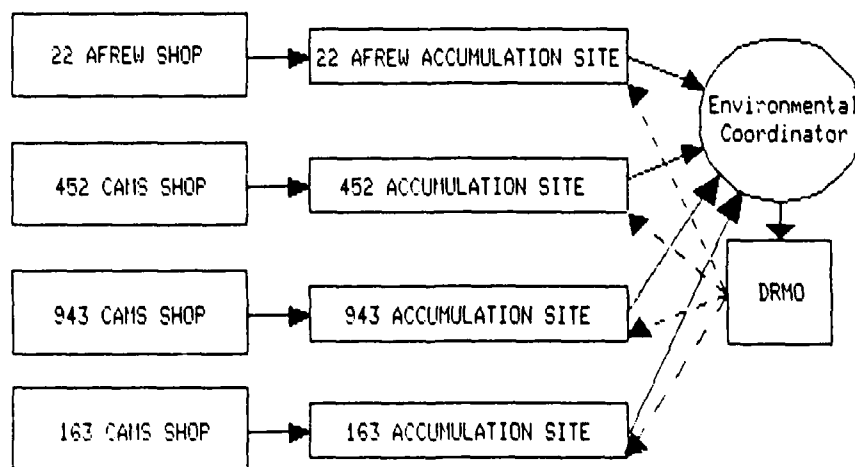 22 AFREW SHOP
22 AFREW ACCUMULATION SITE
Environmental
Coordinator
452 CAMS SHOP
452 ACCUMULATION SITE
DRMO
943 CAMS SHOP
943 ACCUMULATION SITE
163 CAMS SHOP
163 ACCUMULATION SITE